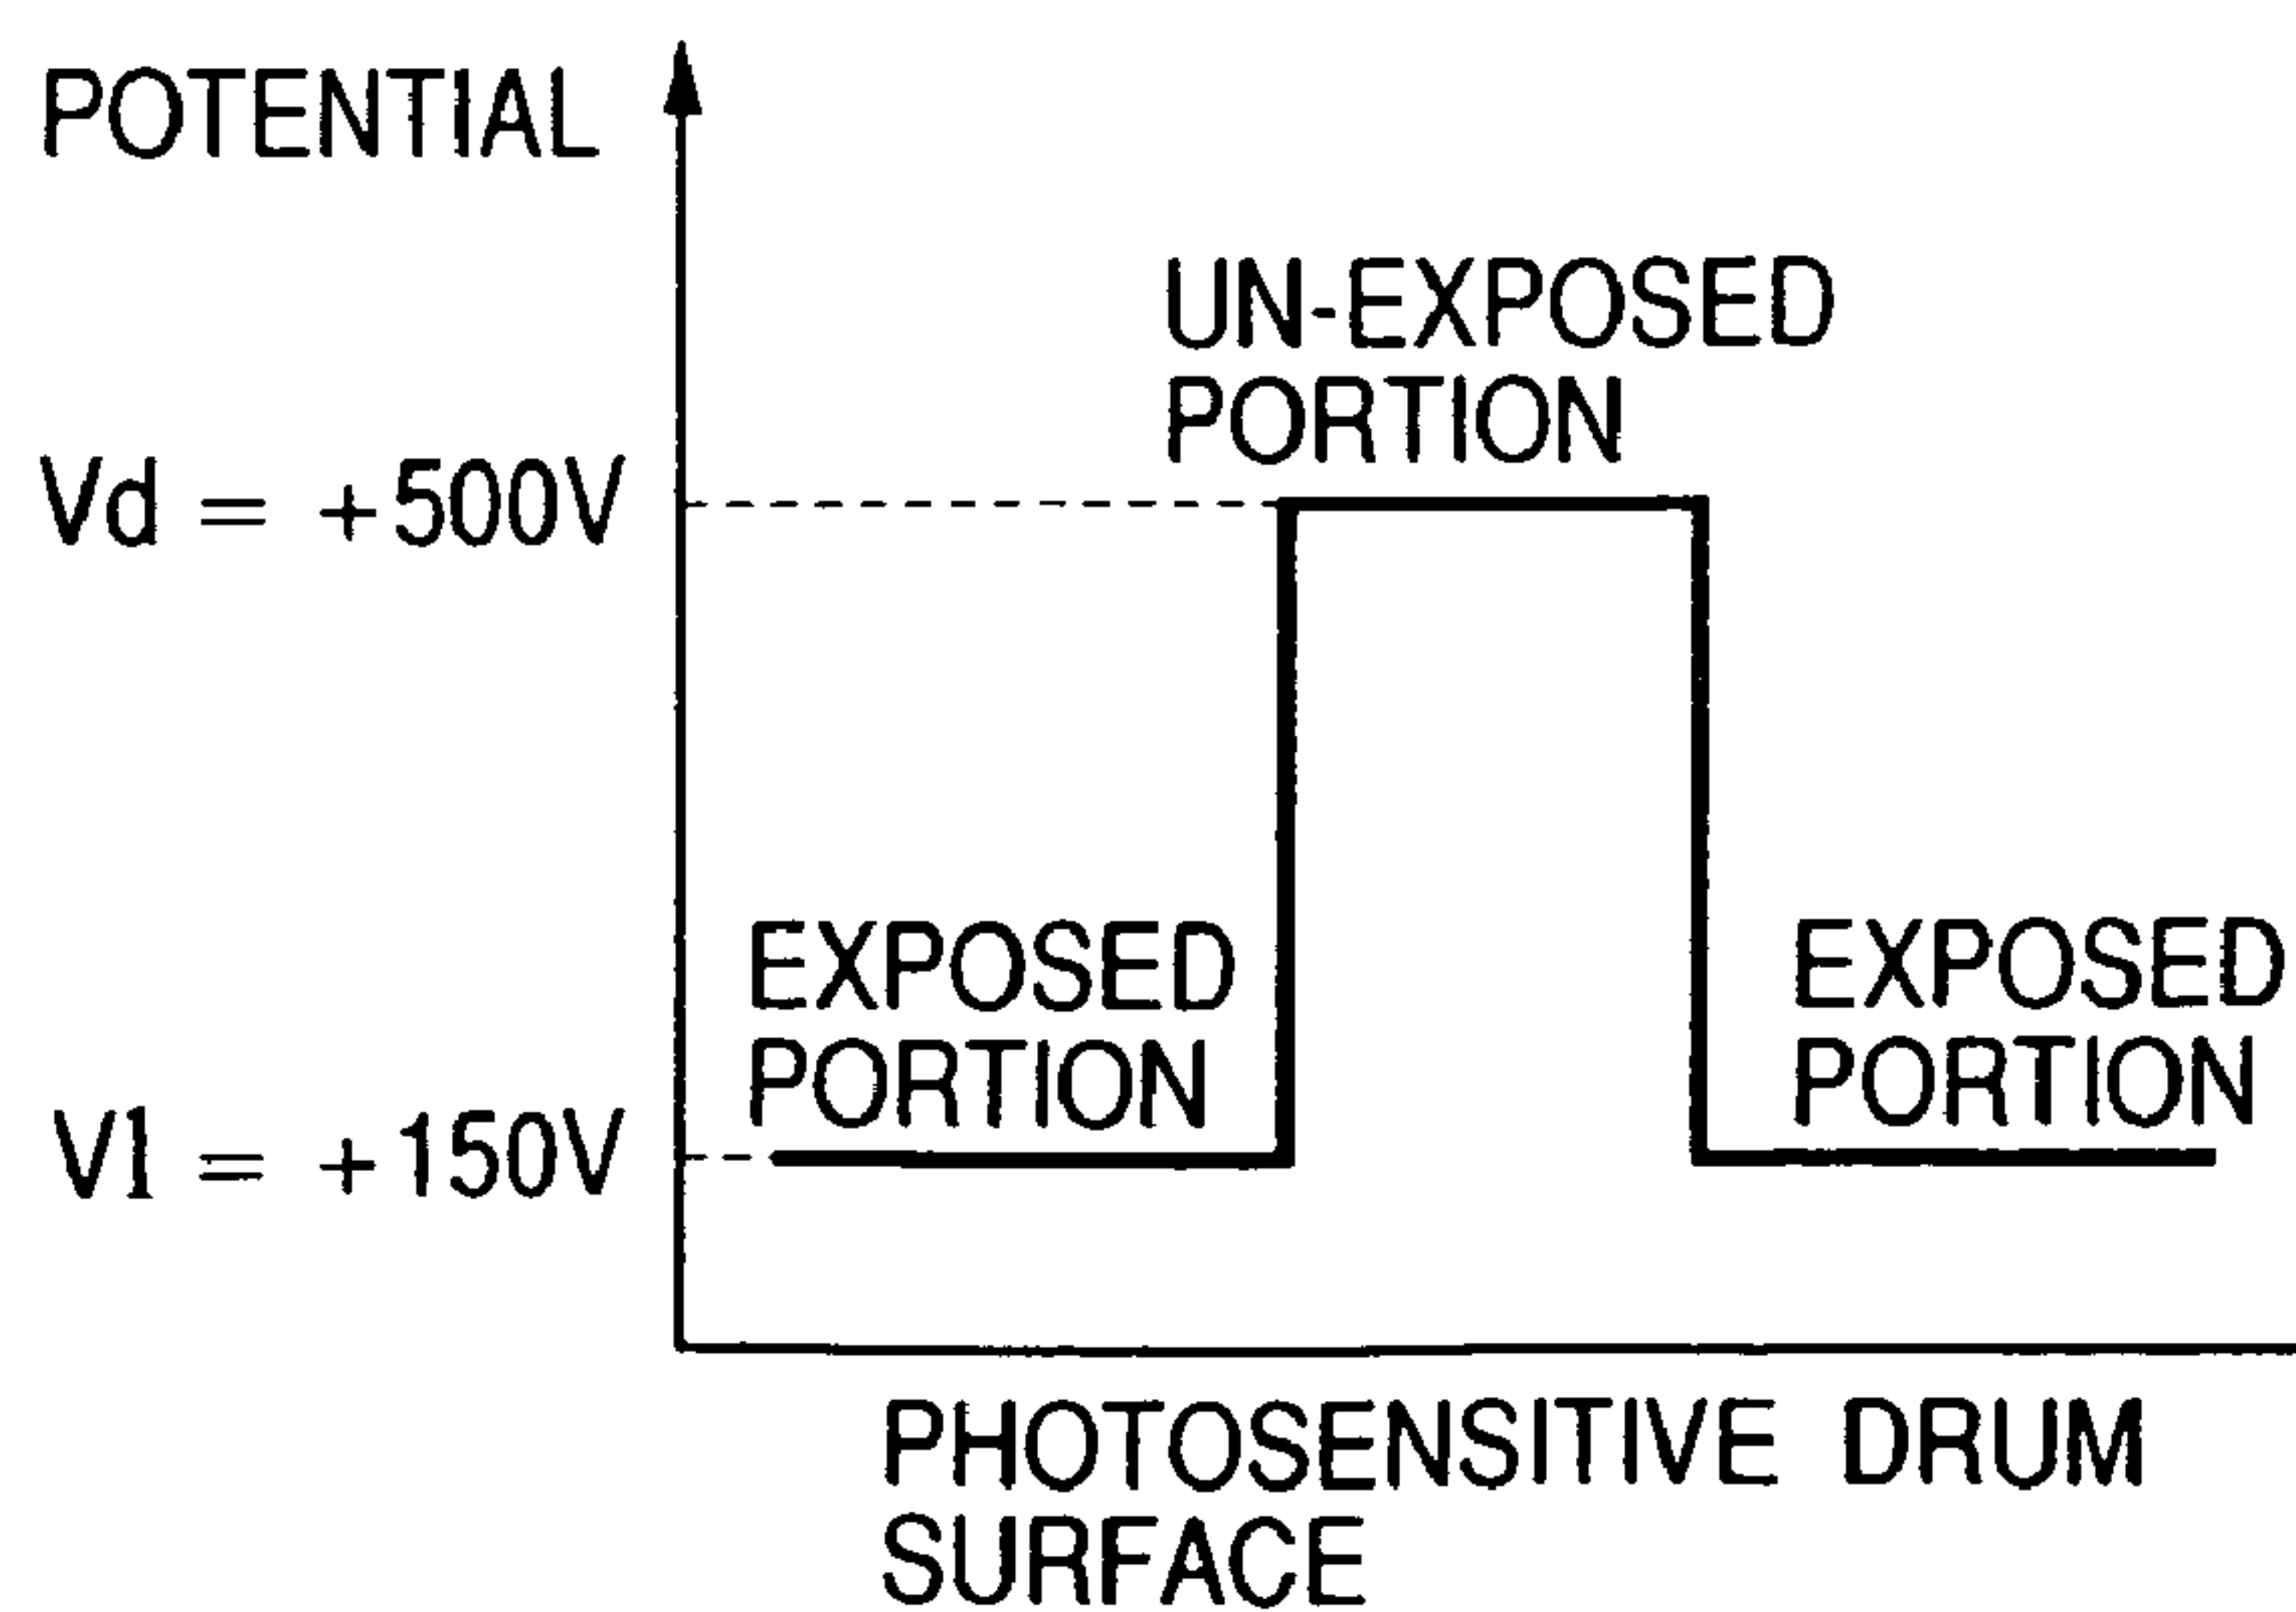 POTENTIAL
UN-EXPOSED
PORTION
Vd = +500V
EXPOSED
PORTION
EXPOSED
PORTION
Vl = +150V
PHOTOSENSITIVE DRUM
SURFACE